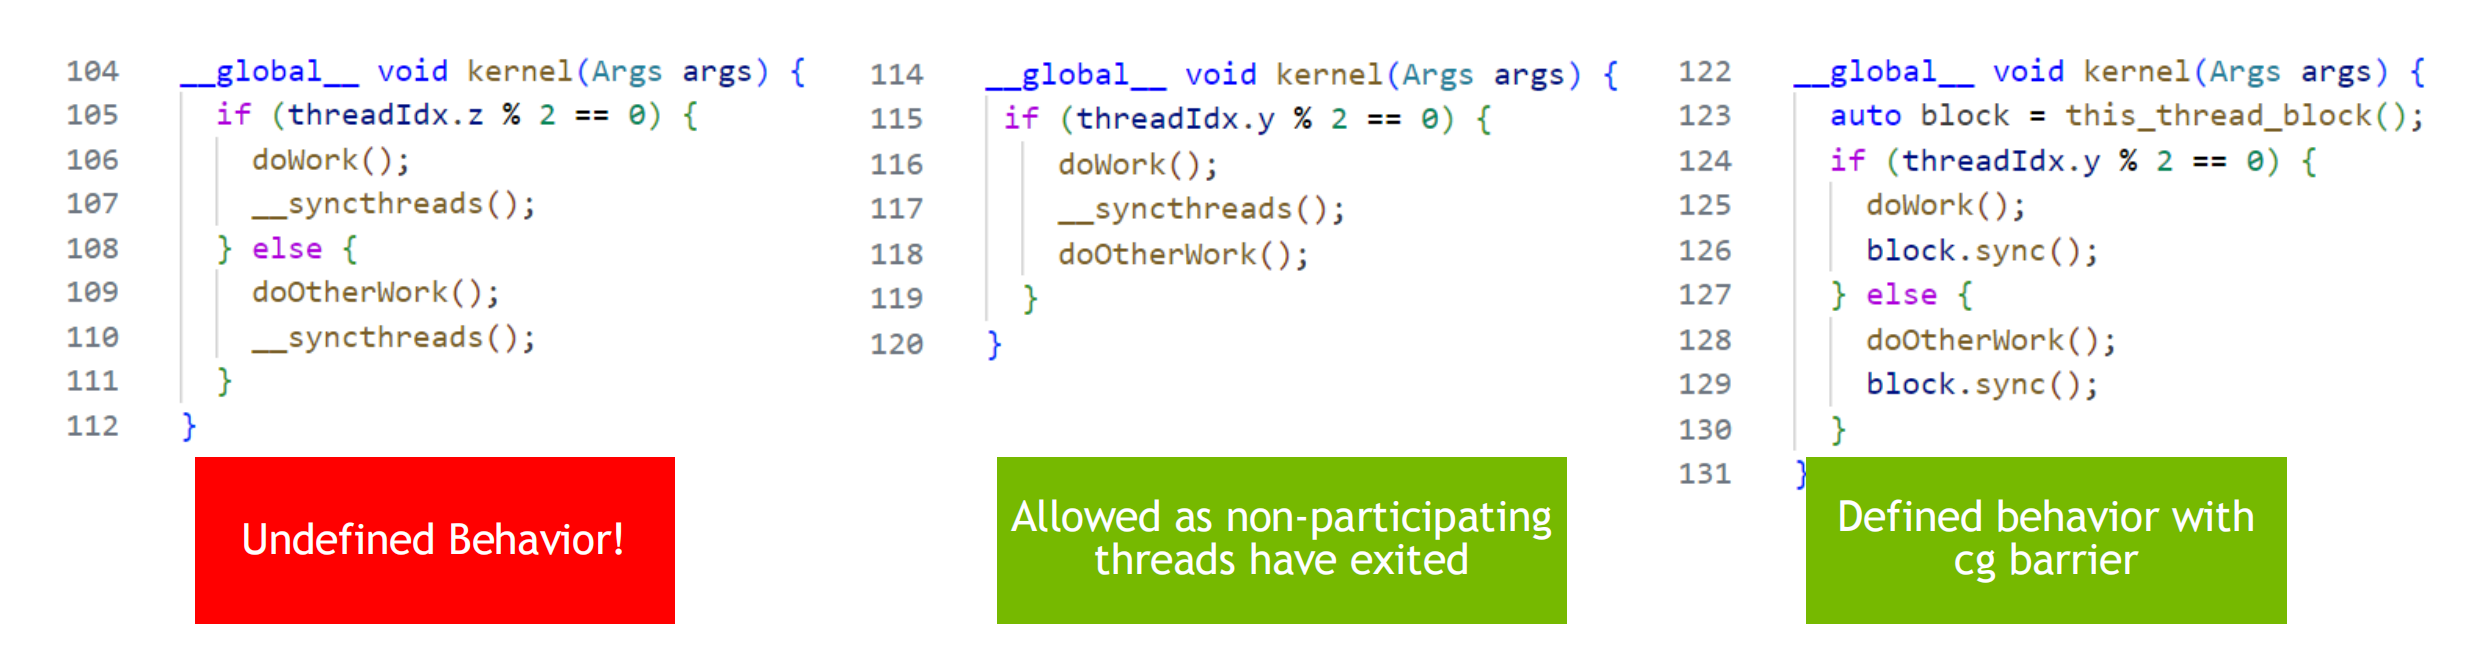 104 __global__ void kernel(Args args) {
105 if (threadIdx.z % 2 == 0) {
106 doWork();
107 __syncthreads();
108 } else {
109 doOtherWork();
110 __syncthreads();
111 }
112 }
Undefined Behavior!
114 __global__ void kernel(Args args) {
115 if (threadIdx.y % 2 == 0) {
116 doWork();
117 __syncthreads();
118 doOtherWork();
119 }
120 }
Allowed as non-participating
threads have exited
122 __global__ void kernel(Args args) {
123 auto block = this_thread_block();
124 if (threadIdx.y % 2 == 0) {
125 doWork();
126 block.sync();
127 } else {
128 doOtherWork();
129 block.sync();
130 }
131 }
Defined behavior with
cg barrier